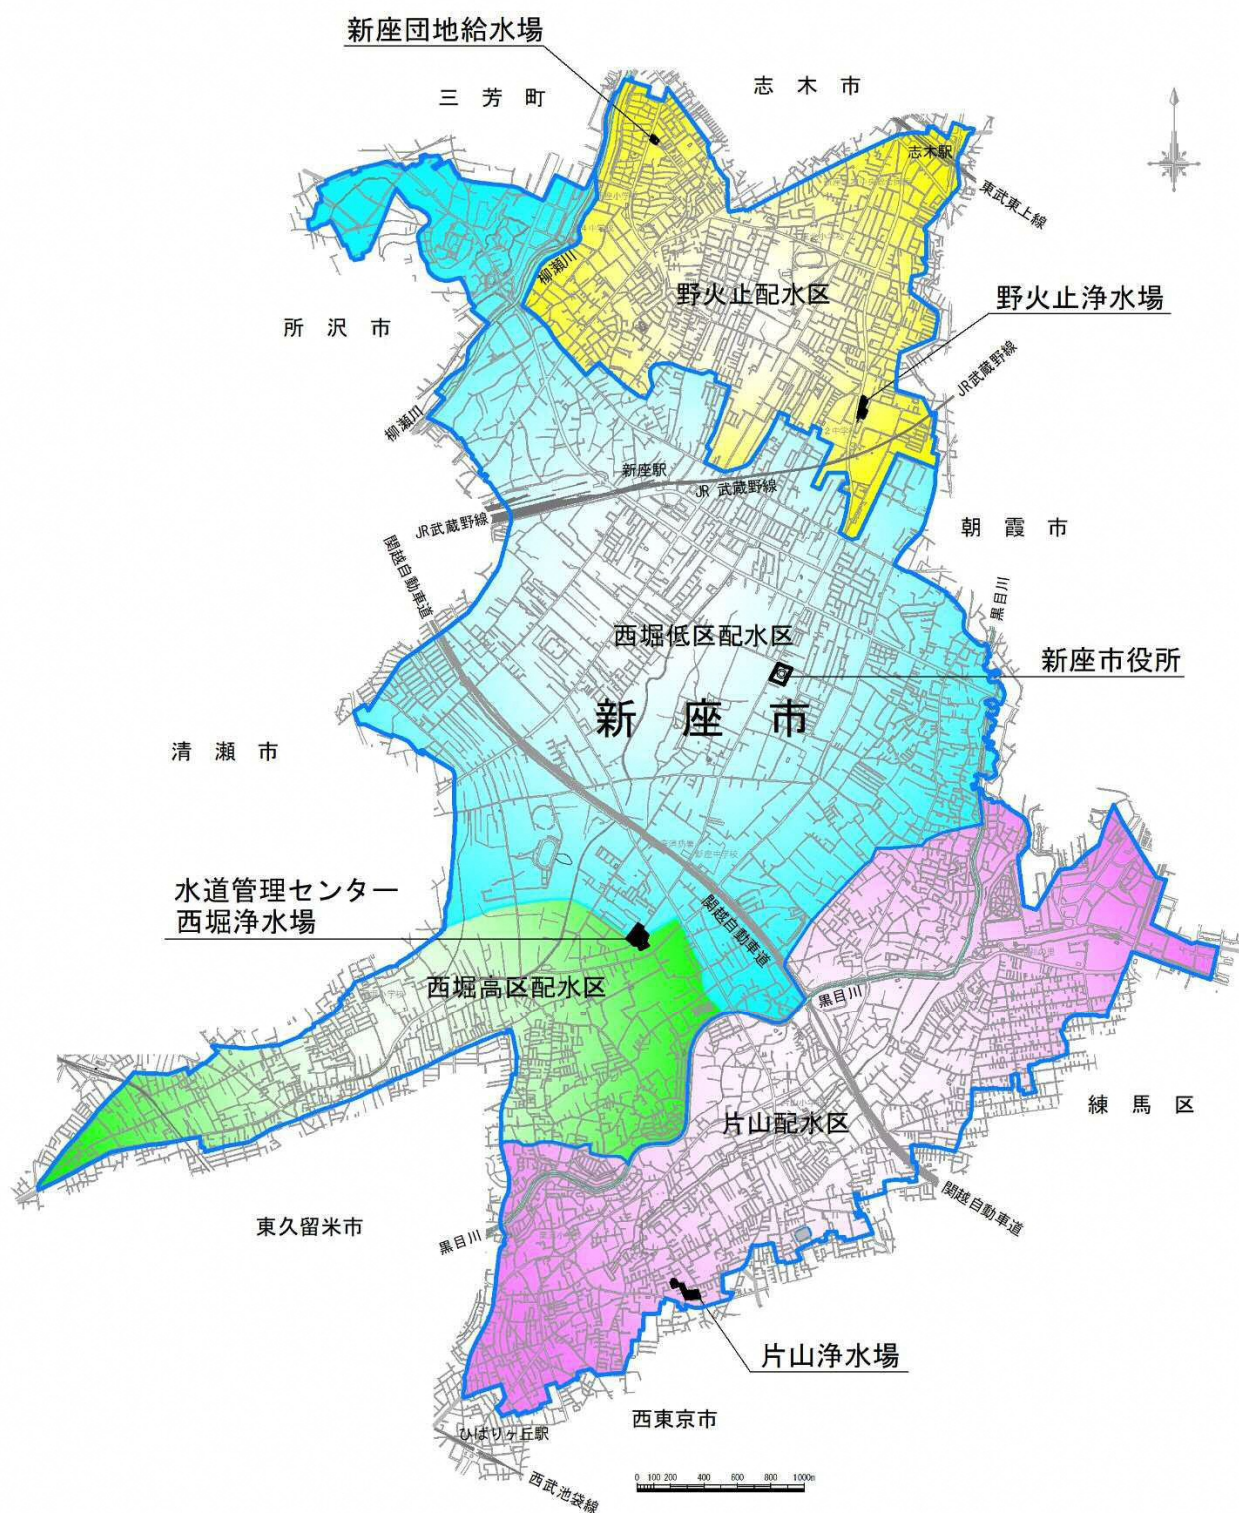 新座団地給水場
三芳町
志木市
志木駅
東武東上線
柳瀬川
野火止配水区
野火止浄水場
所沢市
JR武蔵野線
柳瀬川
新座駅
JR 武蔵野線
JR武蔵野線
朝霞市
関越自動車道
黒目川
西堀低区配水区
新座市役所
新座市
清瀬市
水道管理センター
西堀浄水場
関越自動車道
西堀高区配水区
黒目川
片山配水区
練馬区
関越自動車道
東久留米市
黒目川
片山浄水場
西東京市
ひばりヶ丘駅
西武池袋線
0 100 200 400 600 800 1000m